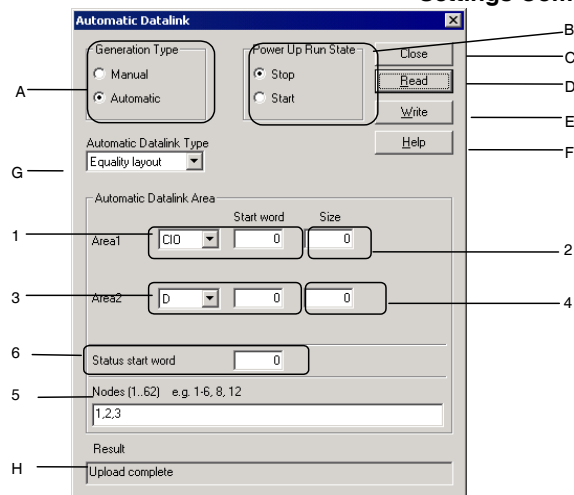 Automatic Datalink
Generation Type
Manual
Automatic
Power Up Run State
Stop
Start
Close
Read
Write
Help
Automatic Datalink Type
Equality layout
Automatic Datalink Area
Start word Size
Area1 CIO 0 0
Area2 D 0 0
Status start word 0
Nodes (1..62) e.g. 1-6, 8, 12
1,2,3
Result
Upload complete
A
G
1
3
6
5
H
B
C
D
E
F
2
4